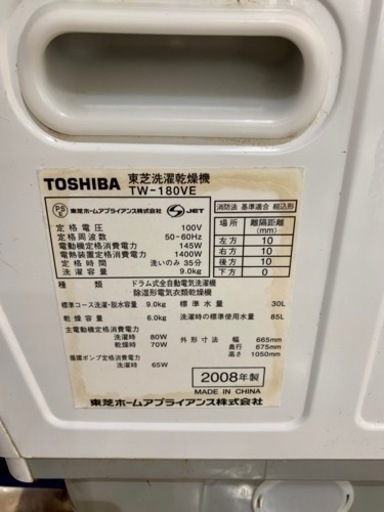 TOSHIBA 東芝洗濯乾燥機
TW-180VE
PS E 東芝ホームアプライアンス株式会社 S JET
定格電圧 100V
定格周波数 50-60Hz
電動機定格消費電力 145W
電熱装置定格消費電力 1400W
定格時間 洗いのみ 35分
洗濯容量 9.0kg
消防法 基準適合 組込形
場所 離隔距離(mm)
左方 10
右方 10
後方 10
下方 0
種類 ドラム式全自動電気洗濯機
除湿形電気衣類乾燥機
標準コース洗濯・脱水容量 9.0kg 標準水量 30L
乾燥容量 6.0kg 洗濯時の標準使用水量 85L
主電動機定格消費電力
洗濯時 80W
乾燥時 70W
循環ポンプ定格消費電力
洗濯時 65W
外形寸法 幅 665mm
奥行 675mm
高さ 1050mm
2008年製
MADE IN CHINA
東芝ホームアプライアンス株式会社